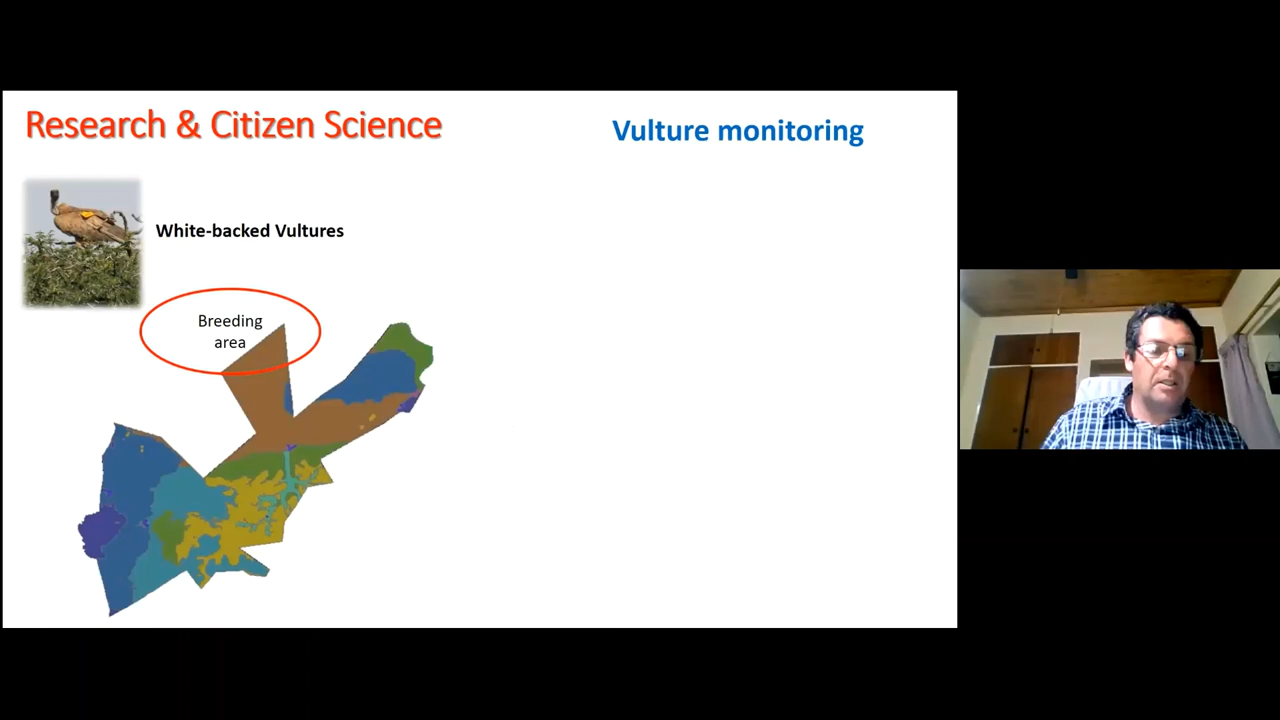 Research & Citizen Science
Vulture monitoring
White-backed Vultures
Breeding
area